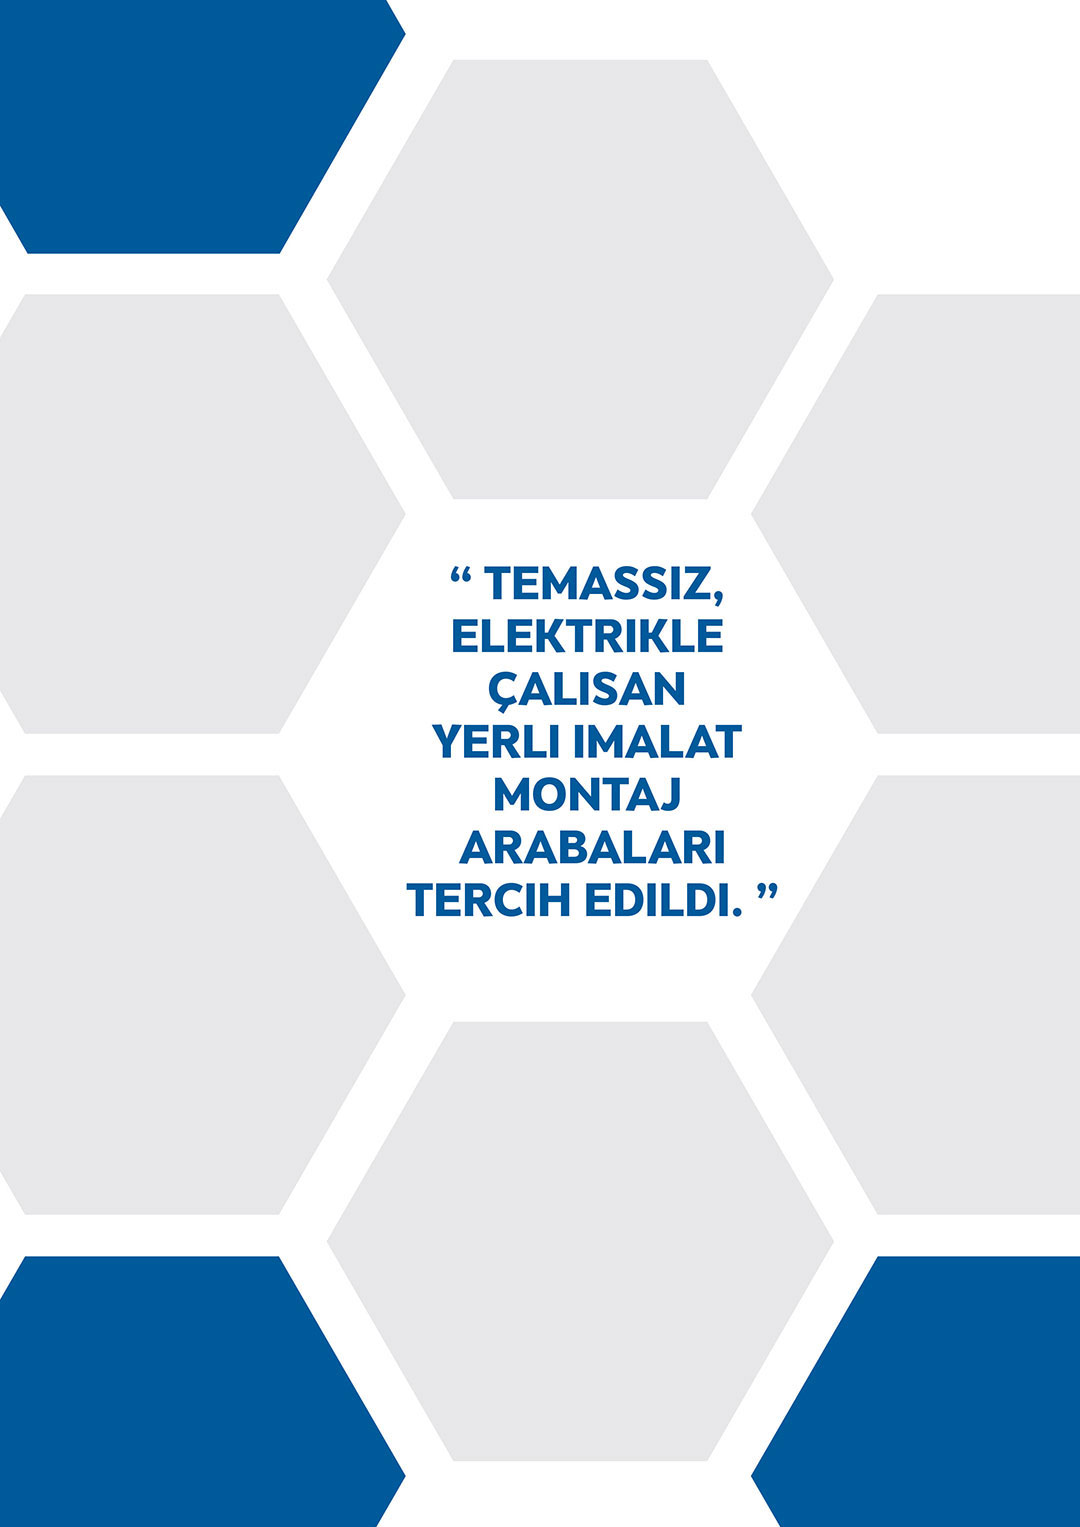 “ TEMASSIZ,
ELEKTRIKLE
ÇALISAN
YERLI IMALAT
MONTAJ
ARABALARI
TERCIH EDILDI. ”